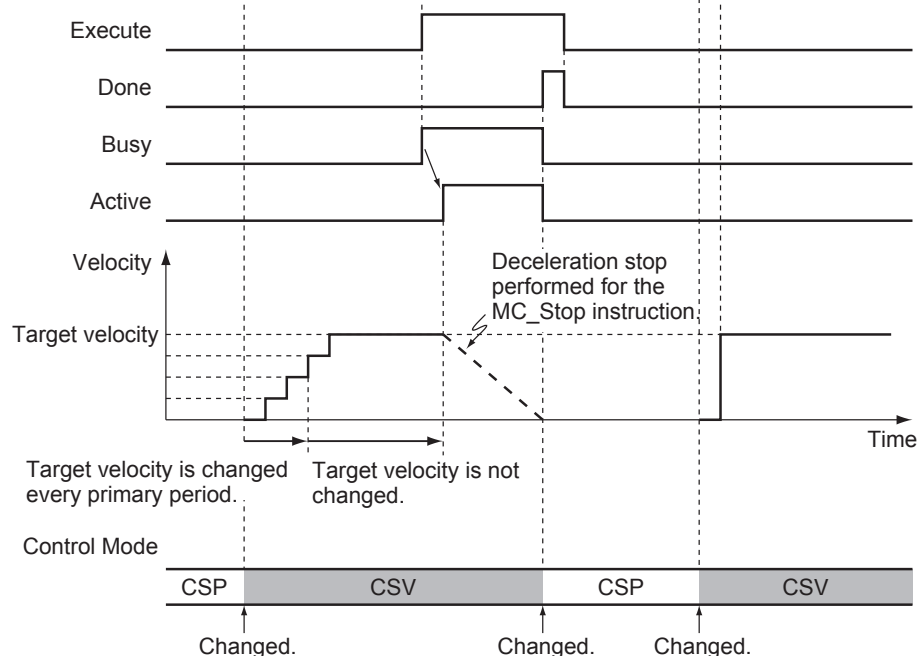 Execute
Done
Busy
Active
Velocity
Deceleration stop
performed for the
MC_Stop instruction
Target velocity
Time
Target velocity is changed
every primary period.
Target velocity is not
changed.
Control Mode
CSP
CSV
CSP
CSV
Changed.
Changed.
Changed.